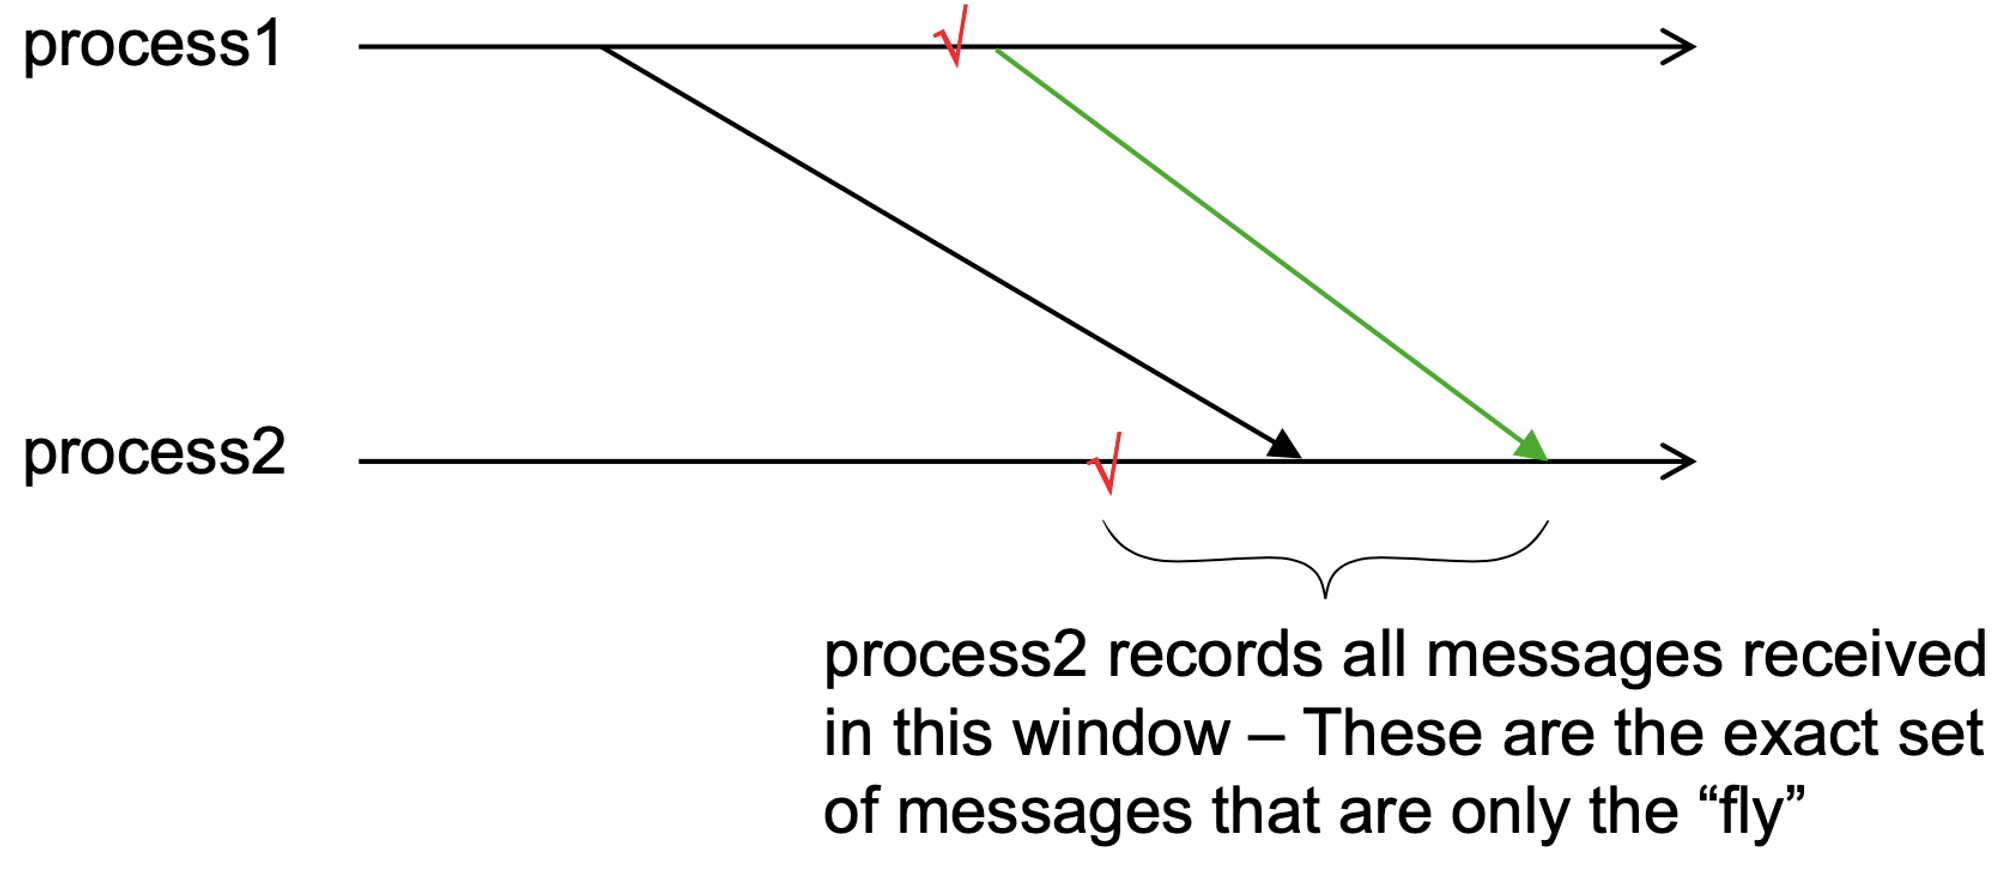 process1
process2
process2 records all messages received
in this window – These are the exact set
of messages that are only the “fly”